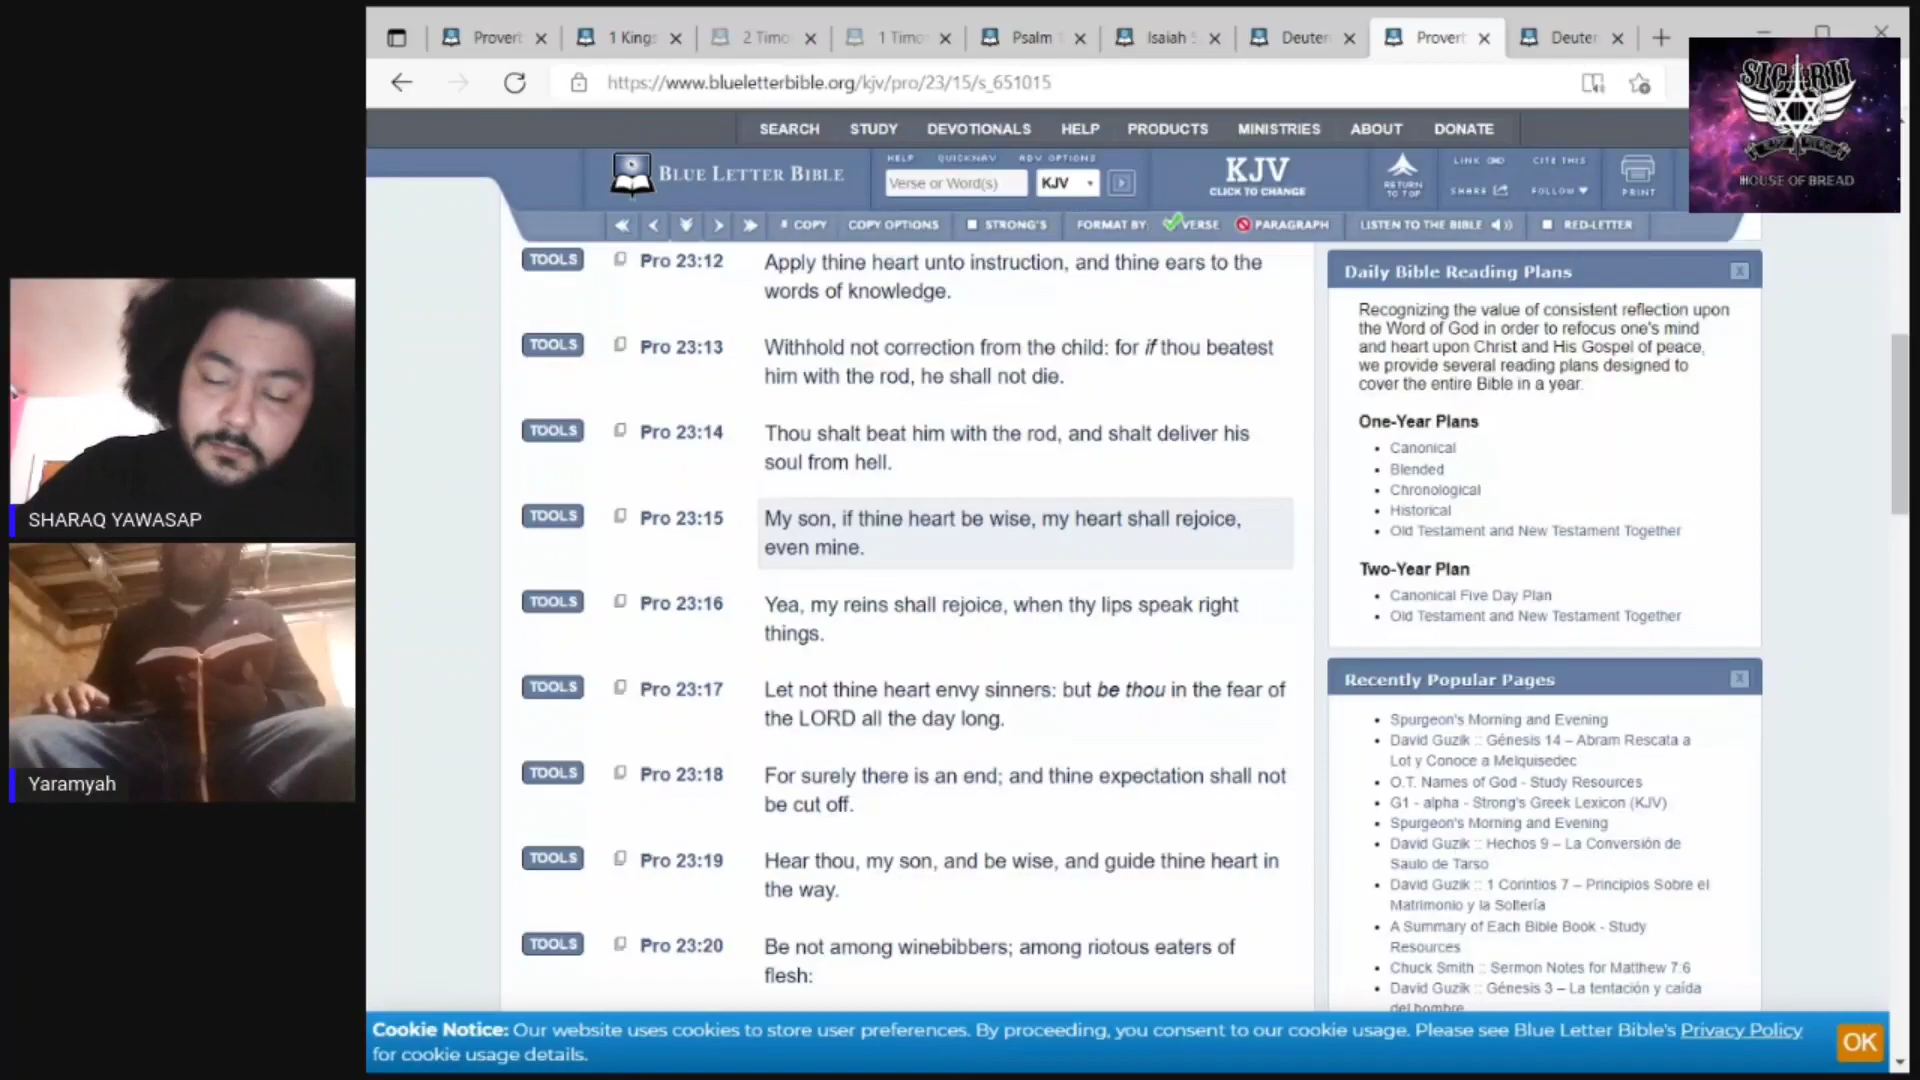 Proverb
1 King
2 Timo
1 Timo
Psalm
Isaiah
Deuter
Proverb
Deuter
https://www.blueletterbible.org/kjv/pro/23/15/s_651015
SICARII
HOUSE OF BREAD
SEARCH STUDY DEVOTIONALS HELP PRODUCTS MINISTRIES ABOUT DONATE
BLUE LETTER BIBLE
HELP QUICKNAV ADV OPTIONS
Verse or Word(s) KJV
KJV
CLICK TO CHANGE
RETURN
TO TOP
LINK CITE THIS
SHARE FOLLOW
PRINT
COPY COPY OPTIONS STRONG'S FORMAT BY VERSE PARAGRAPH LISTEN TO THE BIBLE RED-LETTER
TOOLS Pro 23:12 Apply thine heart unto instruction, and thine ears to the
words of knowledge.
TOOLS Pro 23:13 Withhold not correction from the child: for if thou beatest
him with the rod, he shall not die.
TOOLS Pro 23:14 Thou shalt beat him with the rod, and shalt deliver his
soul from hell.
TOOLS Pro 23:15 My son, if thine heart be wise, my heart shall rejoice,
even mine.
TOOLS Pro 23:16 Yea, my reins shall rejoice, when thy lips speak right
things.
TOOLS Pro 23:17 Let not thine heart envy sinners: but be thou in the fear of
the LORD all the day long.
TOOLS Pro 23:18 For surely there is an end; and thine expectation shall not
be cut off.
TOOLS Pro 23:19 Hear thou, my son, and be wise, and guide thine heart in
the way.
TOOLS Pro 23:20 Be not among winebibbers; among riotous eaters of
flesh:
Daily Bible Reading Plans
Recognizing the value of consistent reflection upon
the Word of God in order to refocus one's mind
and heart upon Christ and His Gospel of peace,
we provide several reading plans designed to
cover the entire Bible in a year.
One-Year Plans
Canonical
Blended
Chronological
Historical
Old Testament and New Testament Together
Two-Year Plan
Canonical Five Day Plan
Old Testament and New Testament Together
Recently Popular Pages
Spurgeon's Morning and Evening
David Guzik :: Génesis 14 – Abram Rescata a
Lot y Conoce a Melquisedec
O.T. Names of God - Study Resources
G1 - alpha - Strong's Greek Lexicon (KJV)
Spurgeon's Morning and Evening
David Guzik :: Hechos 9 – La Conversión de
Saulo de Tarso
David Guzik :: 1 Corintios 7 – Principios Sobre el
Matrimonio y la Soltería
A Summary of Each Bible Book - Study
Resources
Chuck Smith :: Sermon Notes for Matthew 7:6
David Guzik :: Génesis 3 – La tentación y caída
del hombre
SHARAQ YAWASAP
Yaramyah
Cookie Notice: Our website uses cookies to store user preferences. By proceeding, you consent to our cookie usage. Please see Blue Letter Bible's Privacy Policy
for cookie usage details.
OK